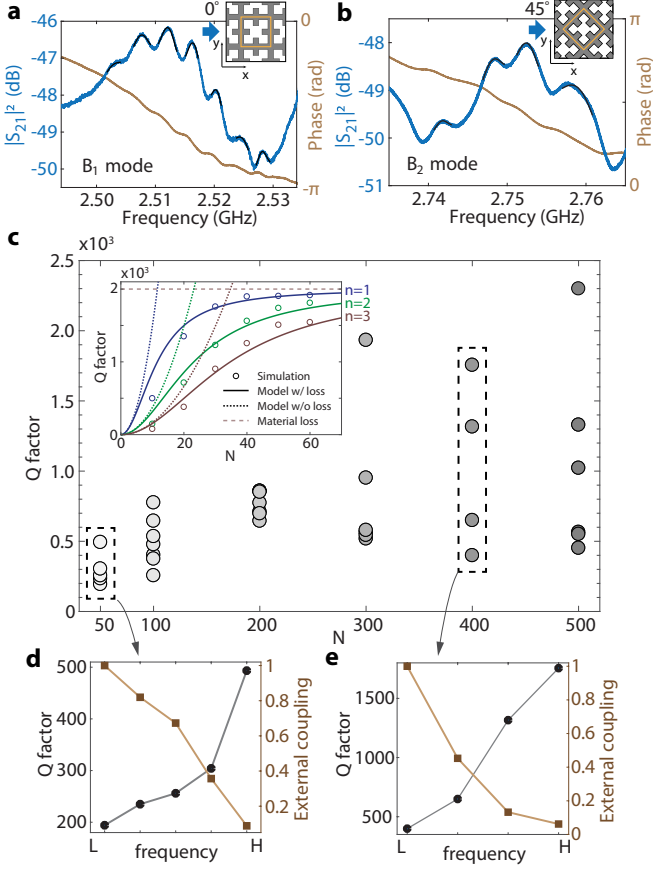 a
0°
y
x
-46
-47
-48
-49
-50
|S₂₁|² (dB)
B₁ mode
0
-π
Phase (rad)
2.50
2.51
2.52
2.53
Frequency (GHz)
b
45°
y
x
-48
-49
-50
-51
|S₂₁|² (dB)
B₂ mode
π
0
Phase (rad)
2.74
2.75
2.76
Frequency (GHz)
c
x10³
2.5
2.0
1.5
1.0
0.5
0
Q factor
50
100
200
300
400
500
N
x10³
2
1
0
Q factor
0
20
40
60
N
n=1
n=2
n=3
Simulation
Model w/ loss
Model w/o loss
Material loss
d
500
400
300
200
Q factor
1
0.8
0.6
0.4
0.2
External coupling
L
frequency
H
e
1500
1000
500
Q factor
1
0.8
0.6
0.4
0.2
0
External coupling
L
frequency
H